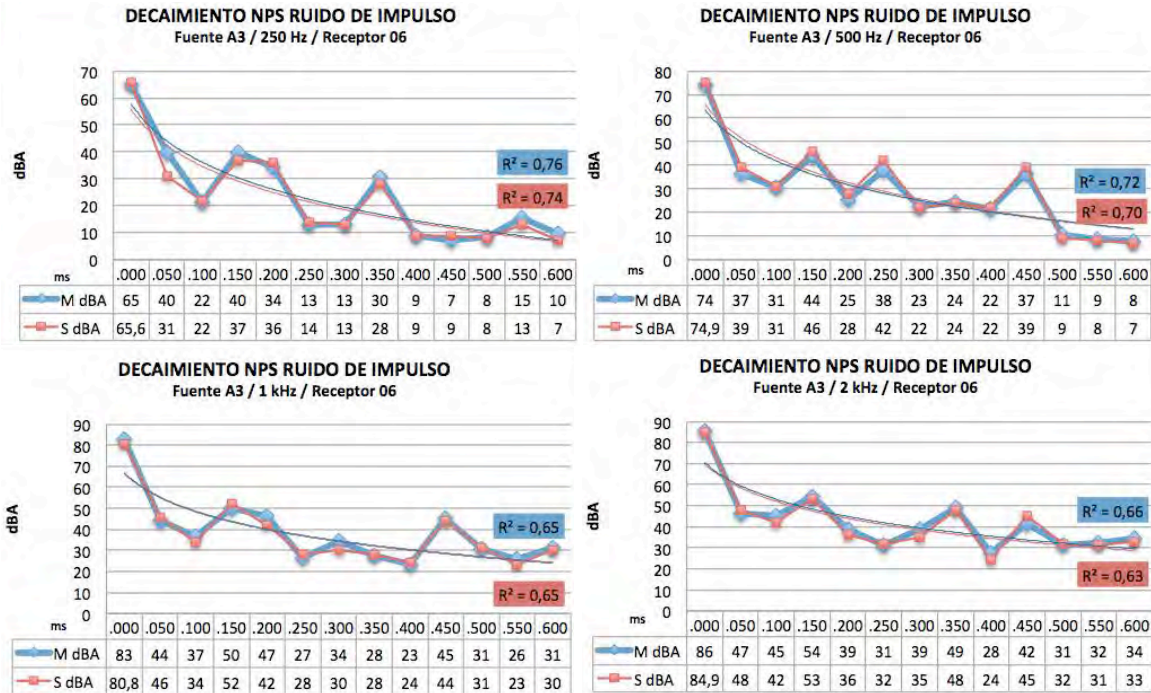 DECAIMIENTO NPS RUIDO DE IMPULSO
Fuente A3 / 250 Hz / Receptor 06
70
60
50
40
30
20
10
0
dBA
R² = 0,76
R² = 0,74
ms .000 .050 .100 .150 .200 .250 .300 .350 .400 .450 .500 .550 .600
M dBA 65 40 22 40 34 13 13 30 9 7 8 15 10
S dBA 65,6 31 22 37 36 14 13 28 9 9 8 13 7
DECAIMIENTO NPS RUIDO DE IMPULSO
Fuente A3 / 500 Hz / Receptor 06
80
70
60
50
40
30
20
10
0
dBA
R² = 0,72
R² = 0,70
ms .000 .050 .100 .150 .200 .250 .300 .350 .400 .450 .500 .550 .600
M dBA 74 37 31 44 25 38 23 24 22 37 11 9 8
S dBA 74,9 39 31 46 28 42 22 24 22 39 9 8 7
DECAIMIENTO NPS RUIDO DE IMPULSO
Fuente A3 / 1 kHz / Receptor 06
90
80
70
60
50
40
30
20
10
0
dBA
R² = 0,65
R² = 0,65
ms .000 .050 .100 .150 .200 .250 .300 .350 .400 .450 .500 .550 .600
M dBA 83 44 37 50 47 27 34 28 23 45 31 26 31
S dBA 80,8 46 34 52 42 28 30 28 24 44 31 23 30
DECAIMIENTO NPS RUIDO DE IMPULSO
Fuente A3 / 2 kHz / Receptor 06
90
80
70
60
50
40
30
20
10
0
dBA
R² = 0,66
R² = 0,63
ms .000 .050 .100 .150 .200 .250 .300 .350 .400 .450 .500 .550 .600
M dBA 86 47 45 54 39 31 39 49 28 42 31 32 34
S dBA 84,9 48 42 53 36 32 35 48 24 45 32 31 33